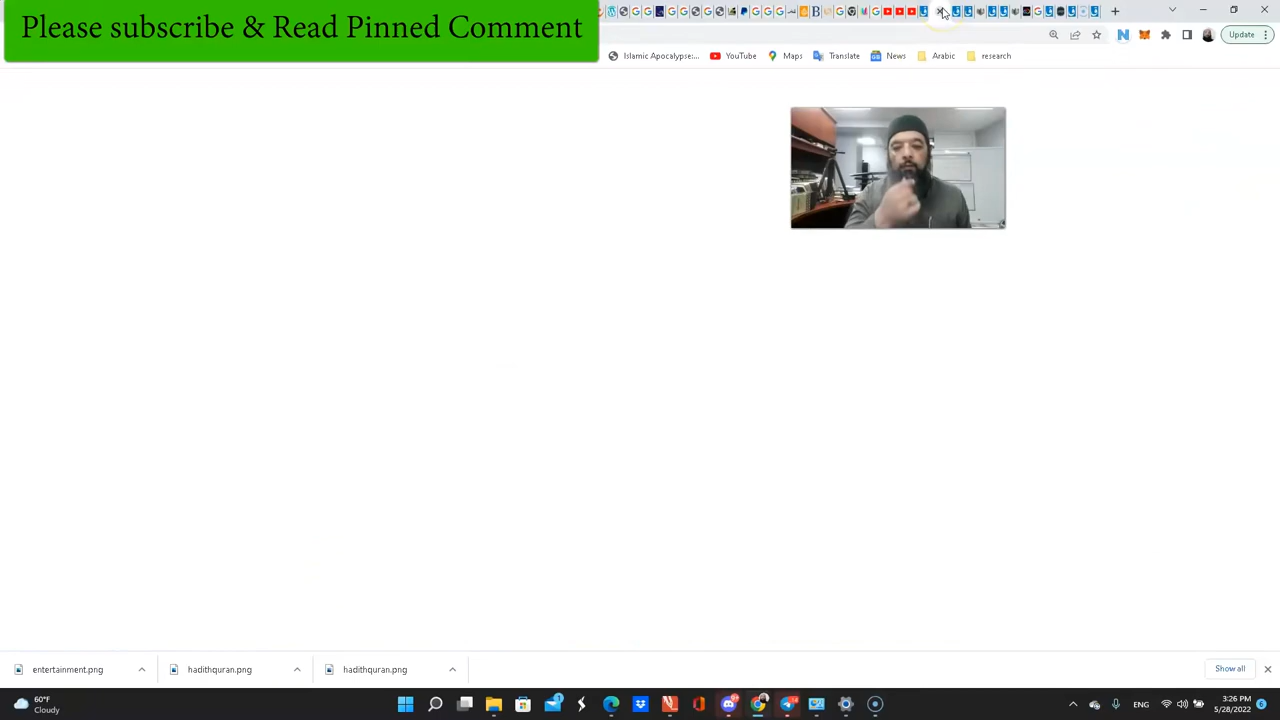 Please subscribe & Read Pinned Comment
Update
Islamic Apocalypse:...
YouTube
Maps
Translate
News
Arabic
research
entertainment.png
hadithquran.png
hadithquran.png
Show all
60°F
Cloudy
ENG
3:26 PM
5/28/2022